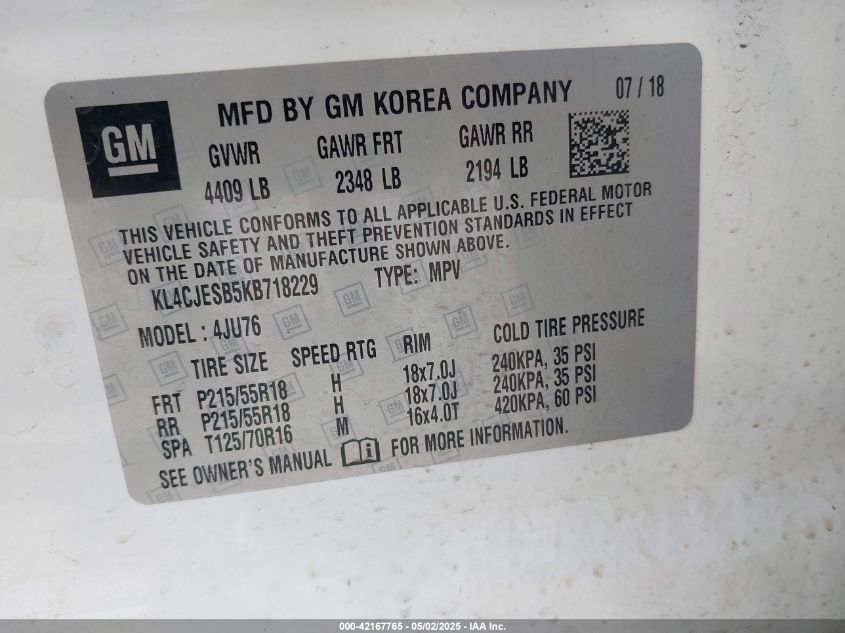 GM
MFD BY GM KOREA COMPANY 07 / 18
GVWR GAWR FRT GAWR RR
4409 LB 2348 LB 2194 LB
THIS VEHICLE CONFORMS TO ALL APPLICABLE U.S. FEDERAL MOTOR
VEHICLE SAFETY AND THEFT PREVENTION STANDARDS IN EFFECT
ON THE DATE OF MANUFACTURE SHOWN ABOVE.
KL4CJESB5KB718229 TYPE: MPV
MODEL : 4JU76
TIRE SIZE SPEED RTG RIM COLD TIRE PRESSURE
FRT P215/55R18 H 18x7.0J 240KPA, 35 PSI
RR P215/55R18 H 18x7.0J 240KPA, 35 PSI
SPA T125/70R16 M 16x4.0T 420KPA, 60 PSI
SEE OWNER'S MANUAL FOR MORE INFORMATION.
000-42167765 - 05/02/2025 - IAA Inc.